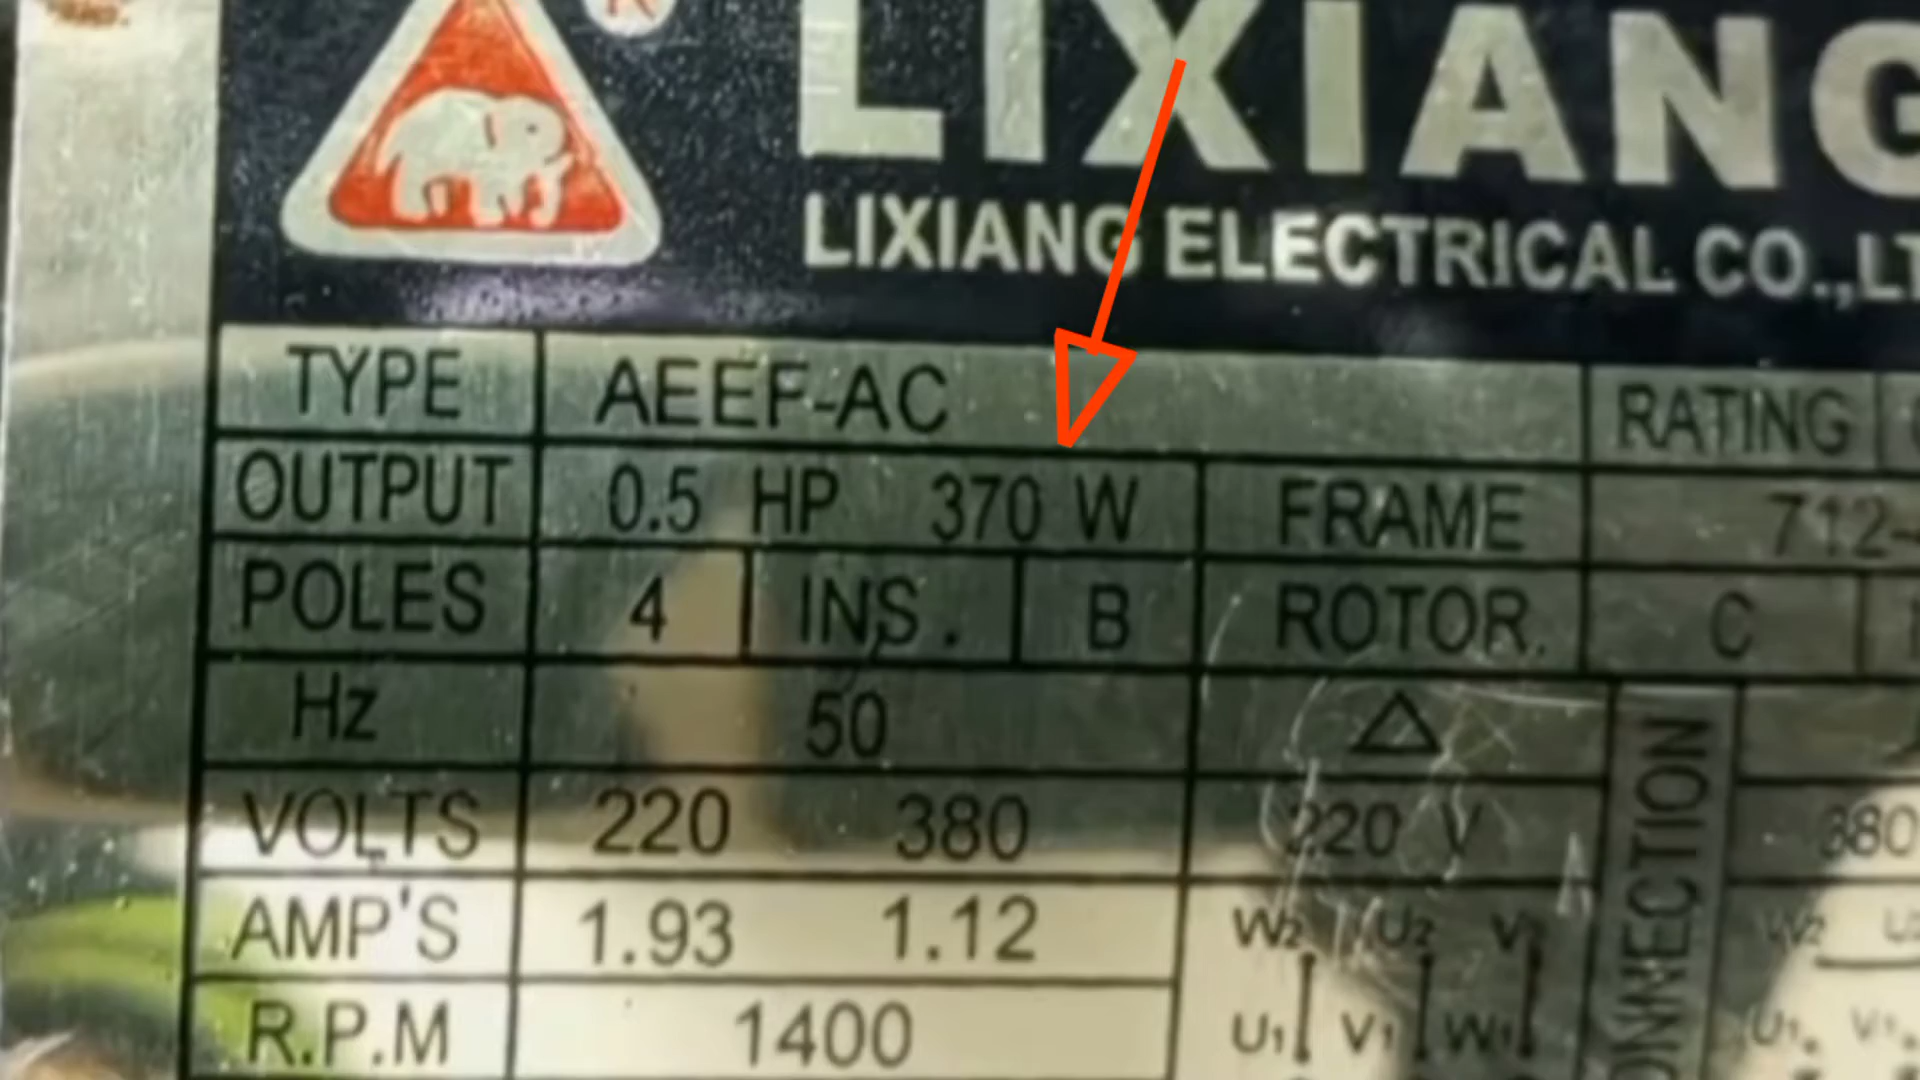 LIXIANG
LIXIANG ELECTRICAL CO.,LT
TYPE AEEF-AC RATING
OUTPUT 0.5 HP 370 W FRAME 712-
POLES 4 INS. B ROTOR. C
Hz 50 △
VOLTS 220 380 220 V 380
AMP'S 1.93 1.12 W2 U2 V2 W2
R.P.M 1400 U1 V1 W1 U1 V1
CONNECTION